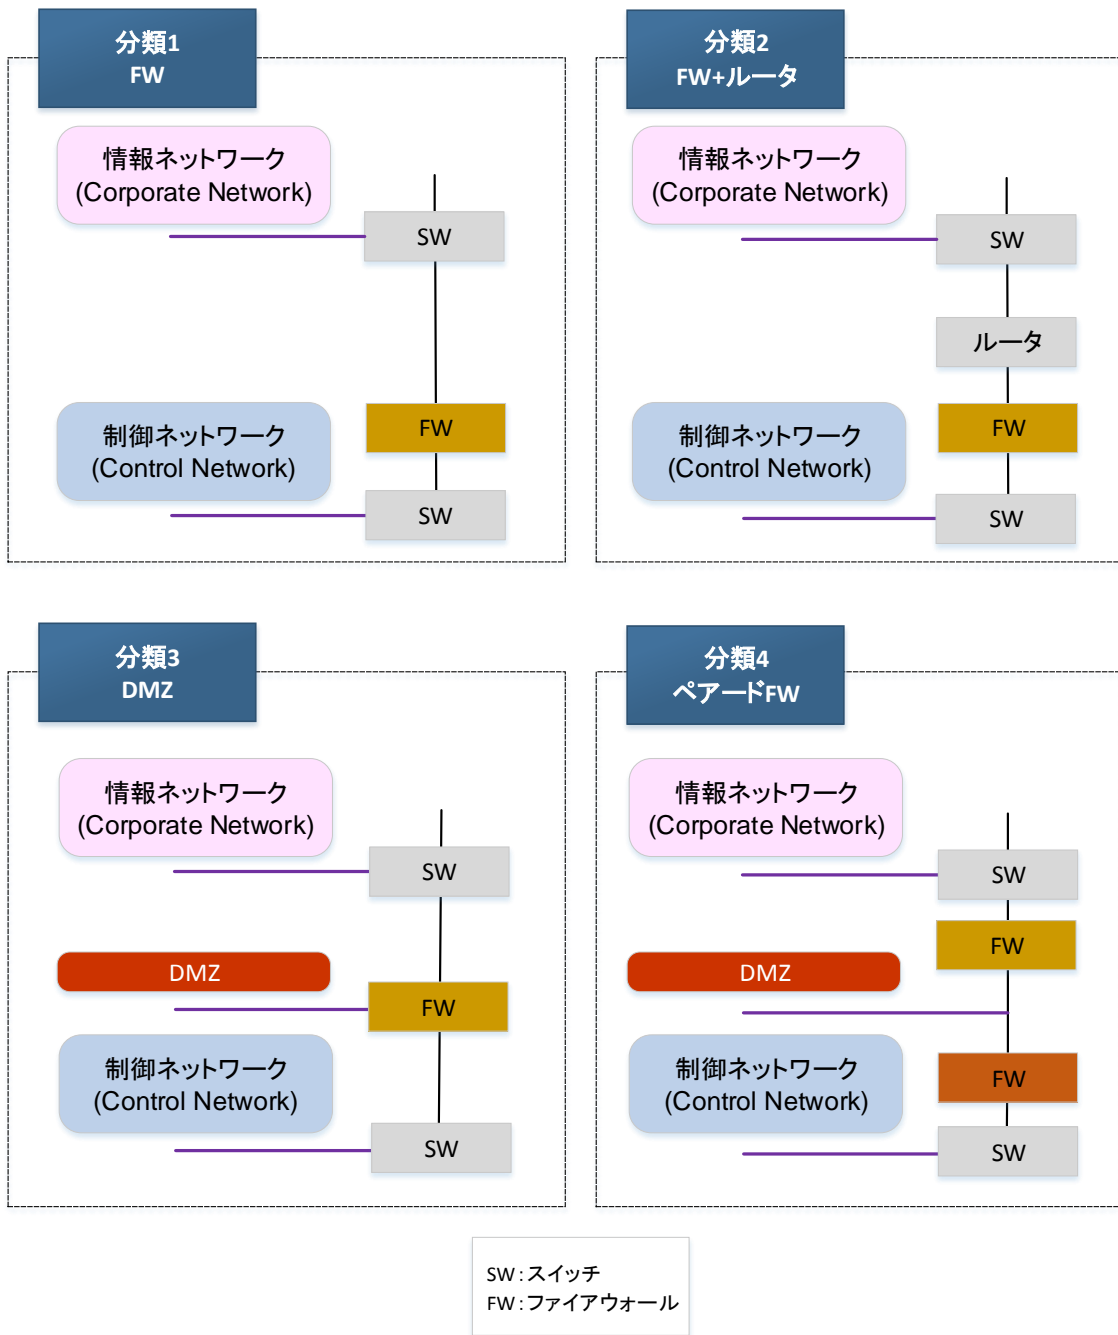 分類1
FW
情報ネットワーク
(Corporate Network)
SW
FW
制御ネットワーク
(Control Network)
SW
分類2
FW+ルータ
情報ネットワーク
(Corporate Network)
SW
ルータ
FW
制御ネットワーク
(Control Network)
SW
分類3
DMZ
情報ネットワーク
(Corporate Network)
SW
DMZ
FW
制御ネットワーク
(Control Network)
SW
分類4
ペアードFW
情報ネットワーク
(Corporate Network)
SW
FW
DMZ
FW
制御ネットワーク
(Control Network)
SW
SW:スイッチ
FW:ファイアウォール